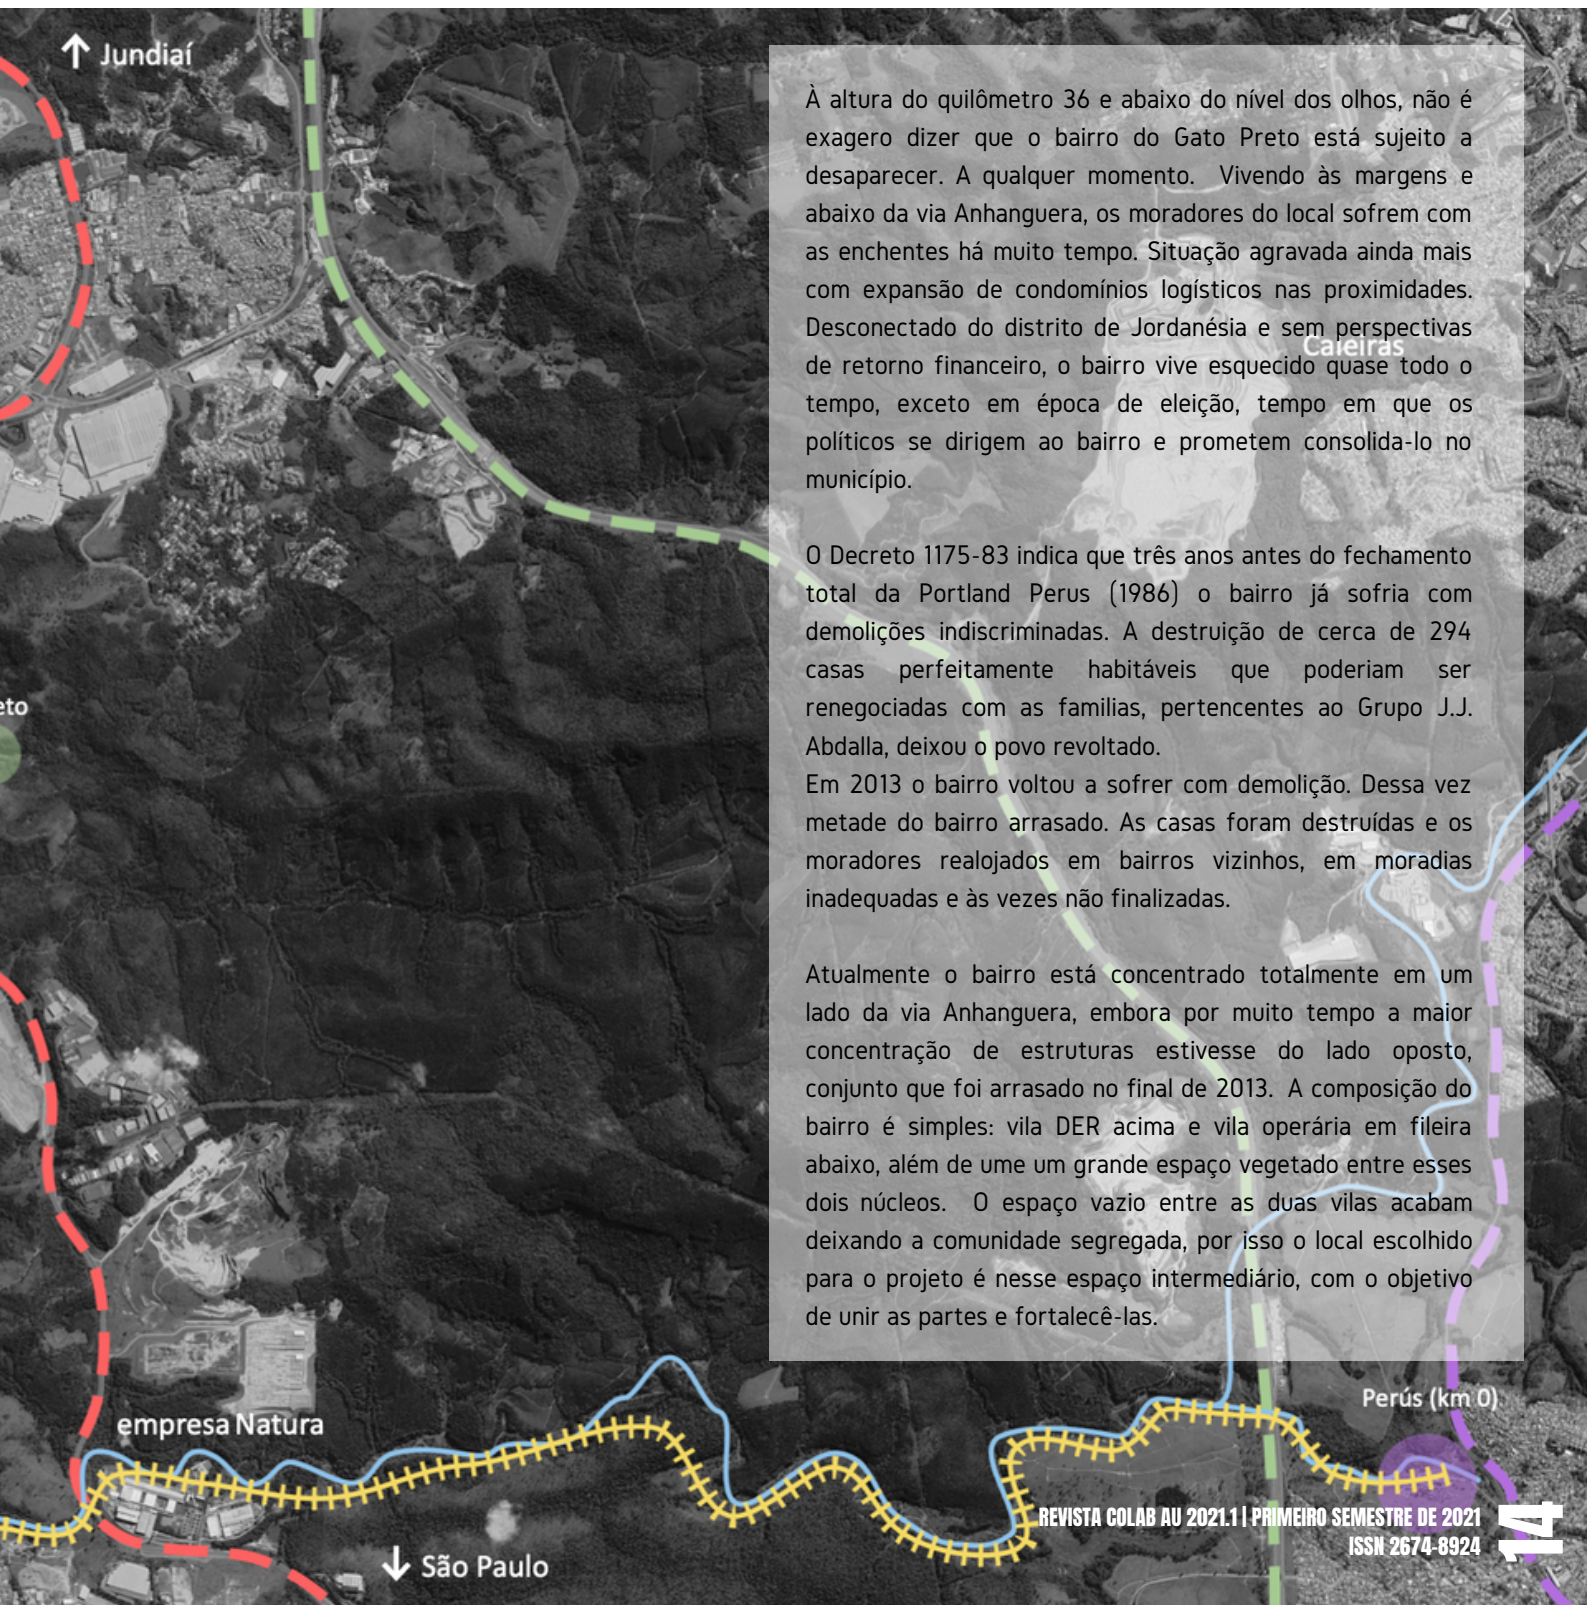 ↑ Jundiaí
À altura do quilômetro 36 e abaixo do nível dos olhos, não é
exagero dizer que o bairro do Gato Preto está sujeito a
desaparecer. A qualquer momento.  Vivendo às margens e
abaixo da via Anhanguera, os moradores do local sofrem com
as enchentes há muito tempo. Situação agravada ainda mais
com expansão de condomínios logísticos nas proximidades.
Desconectado do distrito de Jordanésia e sem perspectivas
Caieiras
de retorno financeiro, o bairro vive esquecido quase todo o
tempo, exceto em época de eleição, tempo em que os
políticos se dirigem ao bairro e prometem consolida-lo no
município.
O Decreto 1175-83 indica que três anos antes do fechamento
total da Portland Perus (1986) o bairro já sofria com
demolições indiscriminadas. A destruição de cerca de 294
casas perfeitamente habitáveis que poderiam ser
renegociadas com as familias, pertencentes ao Grupo J.J.
Abdalla, deixou o povo revoltado.
Em 2013 o bairro voltou a sofrer com demolição. Dessa vez
metade do bairro arrasado. As casas foram destruídas e os
moradores realojados em bairros vizinhos, em moradias
inadequadas e às vezes não finalizadas.
Atualmente o bairro está concentrado totalmente em um
lado da via Anhanguera, embora por muito tempo a maior
concentração de estruturas estivesse do lado oposto,
conjunto que foi arrasado no final de 2013.  A composição do
bairro é simples: vila DER acima e vila operária em fileira
abaixo, além de ume um grande espaço vegetado entre esses
dois núcleos.  O espaço vazio entre as duas vilas acabam
deixando a comunidade segregada, por isso o local escolhido
para o projeto é nesse espaço intermediário, com o objetivo
de unir as partes e fortalecê-las.
eto
empresa Natura
Perús (km 0)
↓ São Paulo
REVISTA COLAB AU 2021.1 | PRIMEIRO SEMESTRE DE 2021
ISSN 2674-8924
14